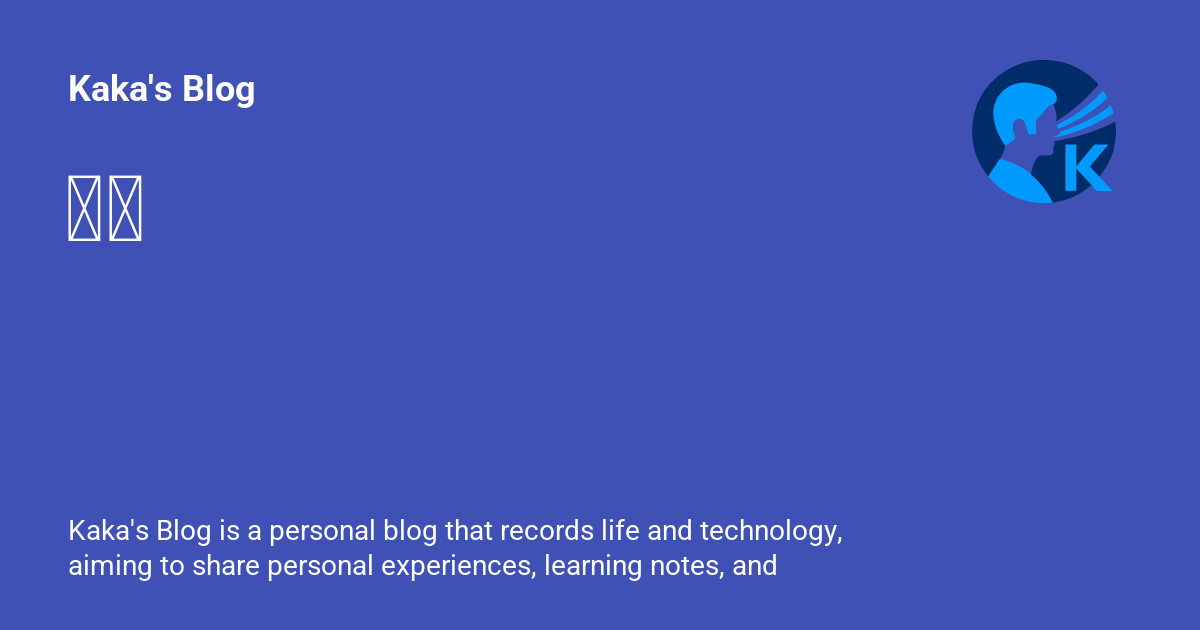 Kaka's Blog
K
Kaka's Blog is a personal blog that records life and technology,
aiming to share personal experiences, learning notes, and